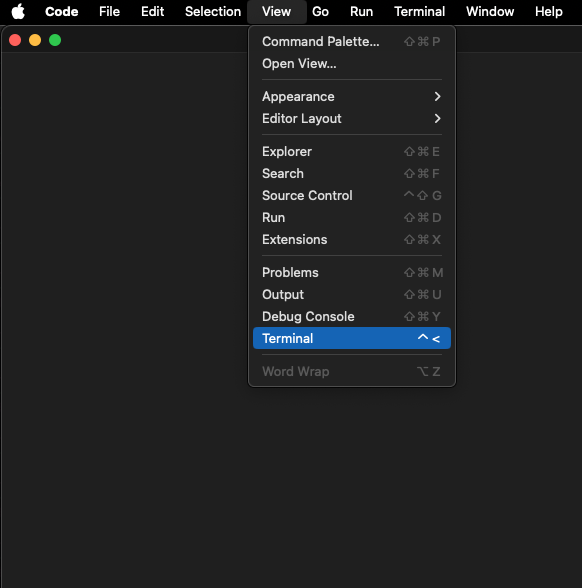 Code File Edit Selection View Go Run Terminal Window Help
Command Palette... ⇧⌘P
Open View...
Appearance
Editor Layout
Explorer ⇧⌘E
Search ⇧⌘F
Source Control ^⇧G
Run ⇧⌘D
Extensions ⇧⌘X
Problems ⇧⌘M
Output ⇧⌘U
Debug Console ⇧⌘Y
Terminal ^<
Word Wrap ⌥Z